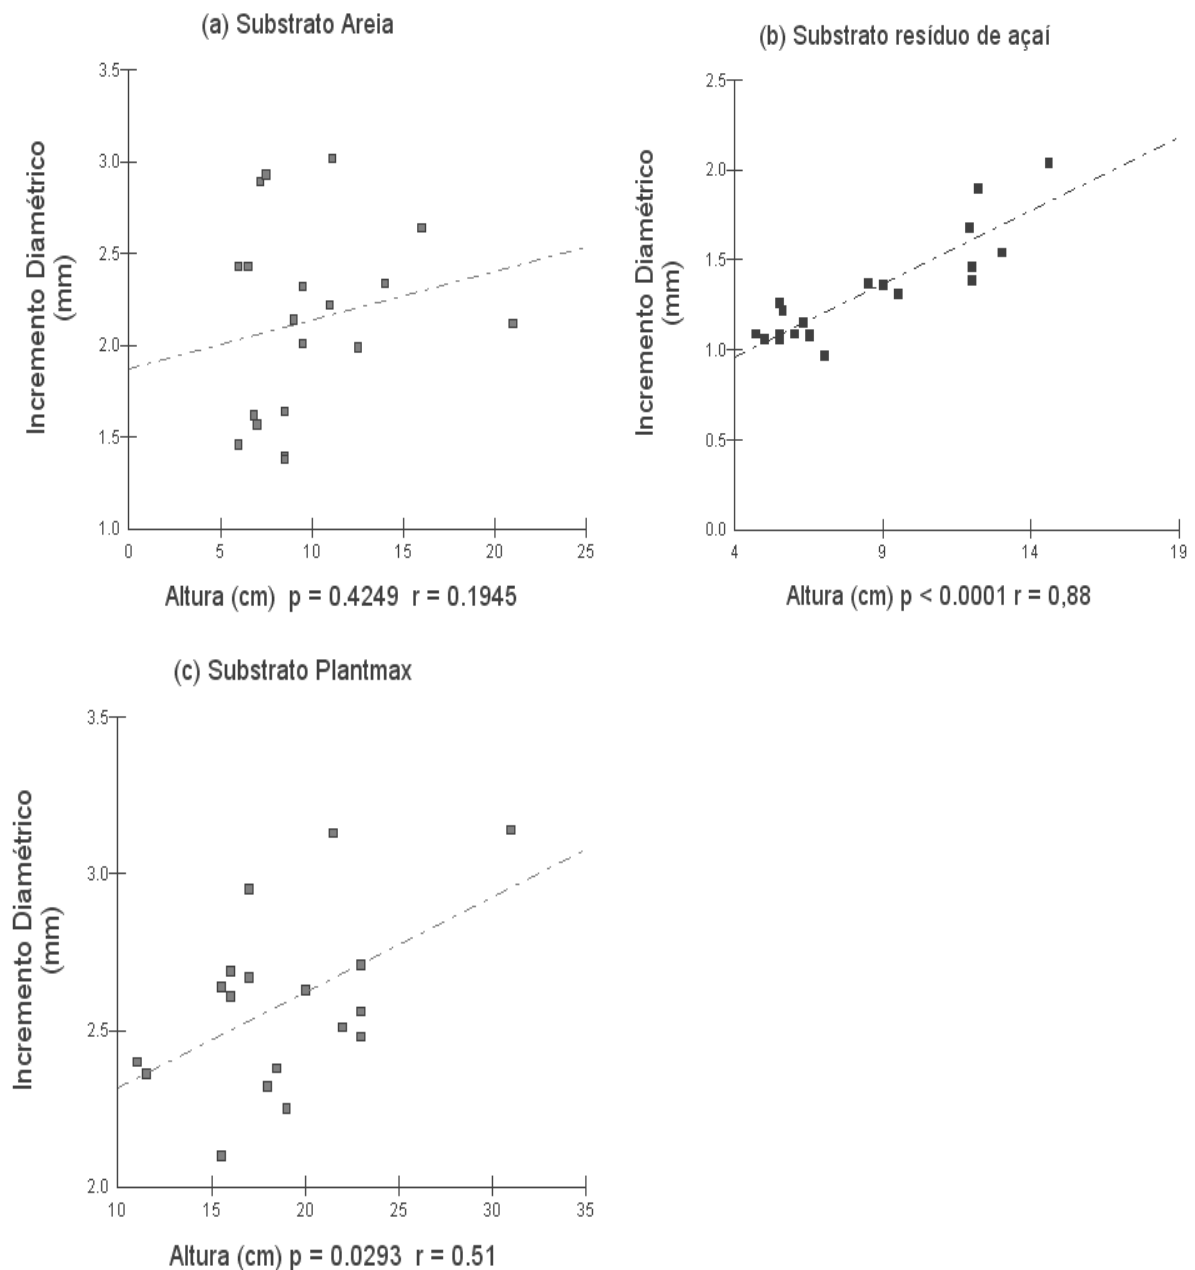 (a) Substrato Areia
3.5
3.0
2.5
2.0
1.5
1.0
0 5 10 15 20 25
Incremento Diamétrico
(mm)
Altura (cm) p = 0.4249 r = 0.1945
(b) Substrato resíduo de açaí
2.5
2.0
1.5
1.0
0.5
0.0
4 9 14 19
Incremento Diamétrico
(mm)
Altura (cm) p < 0.0001 r = 0,88
(c) Substrato Plantmax
3.5
3.0
2.5
2.0
10 15 20 25 30 35
Incremento Diamétrico
(mm)
Altura (cm) p = 0.0293 r = 0.51